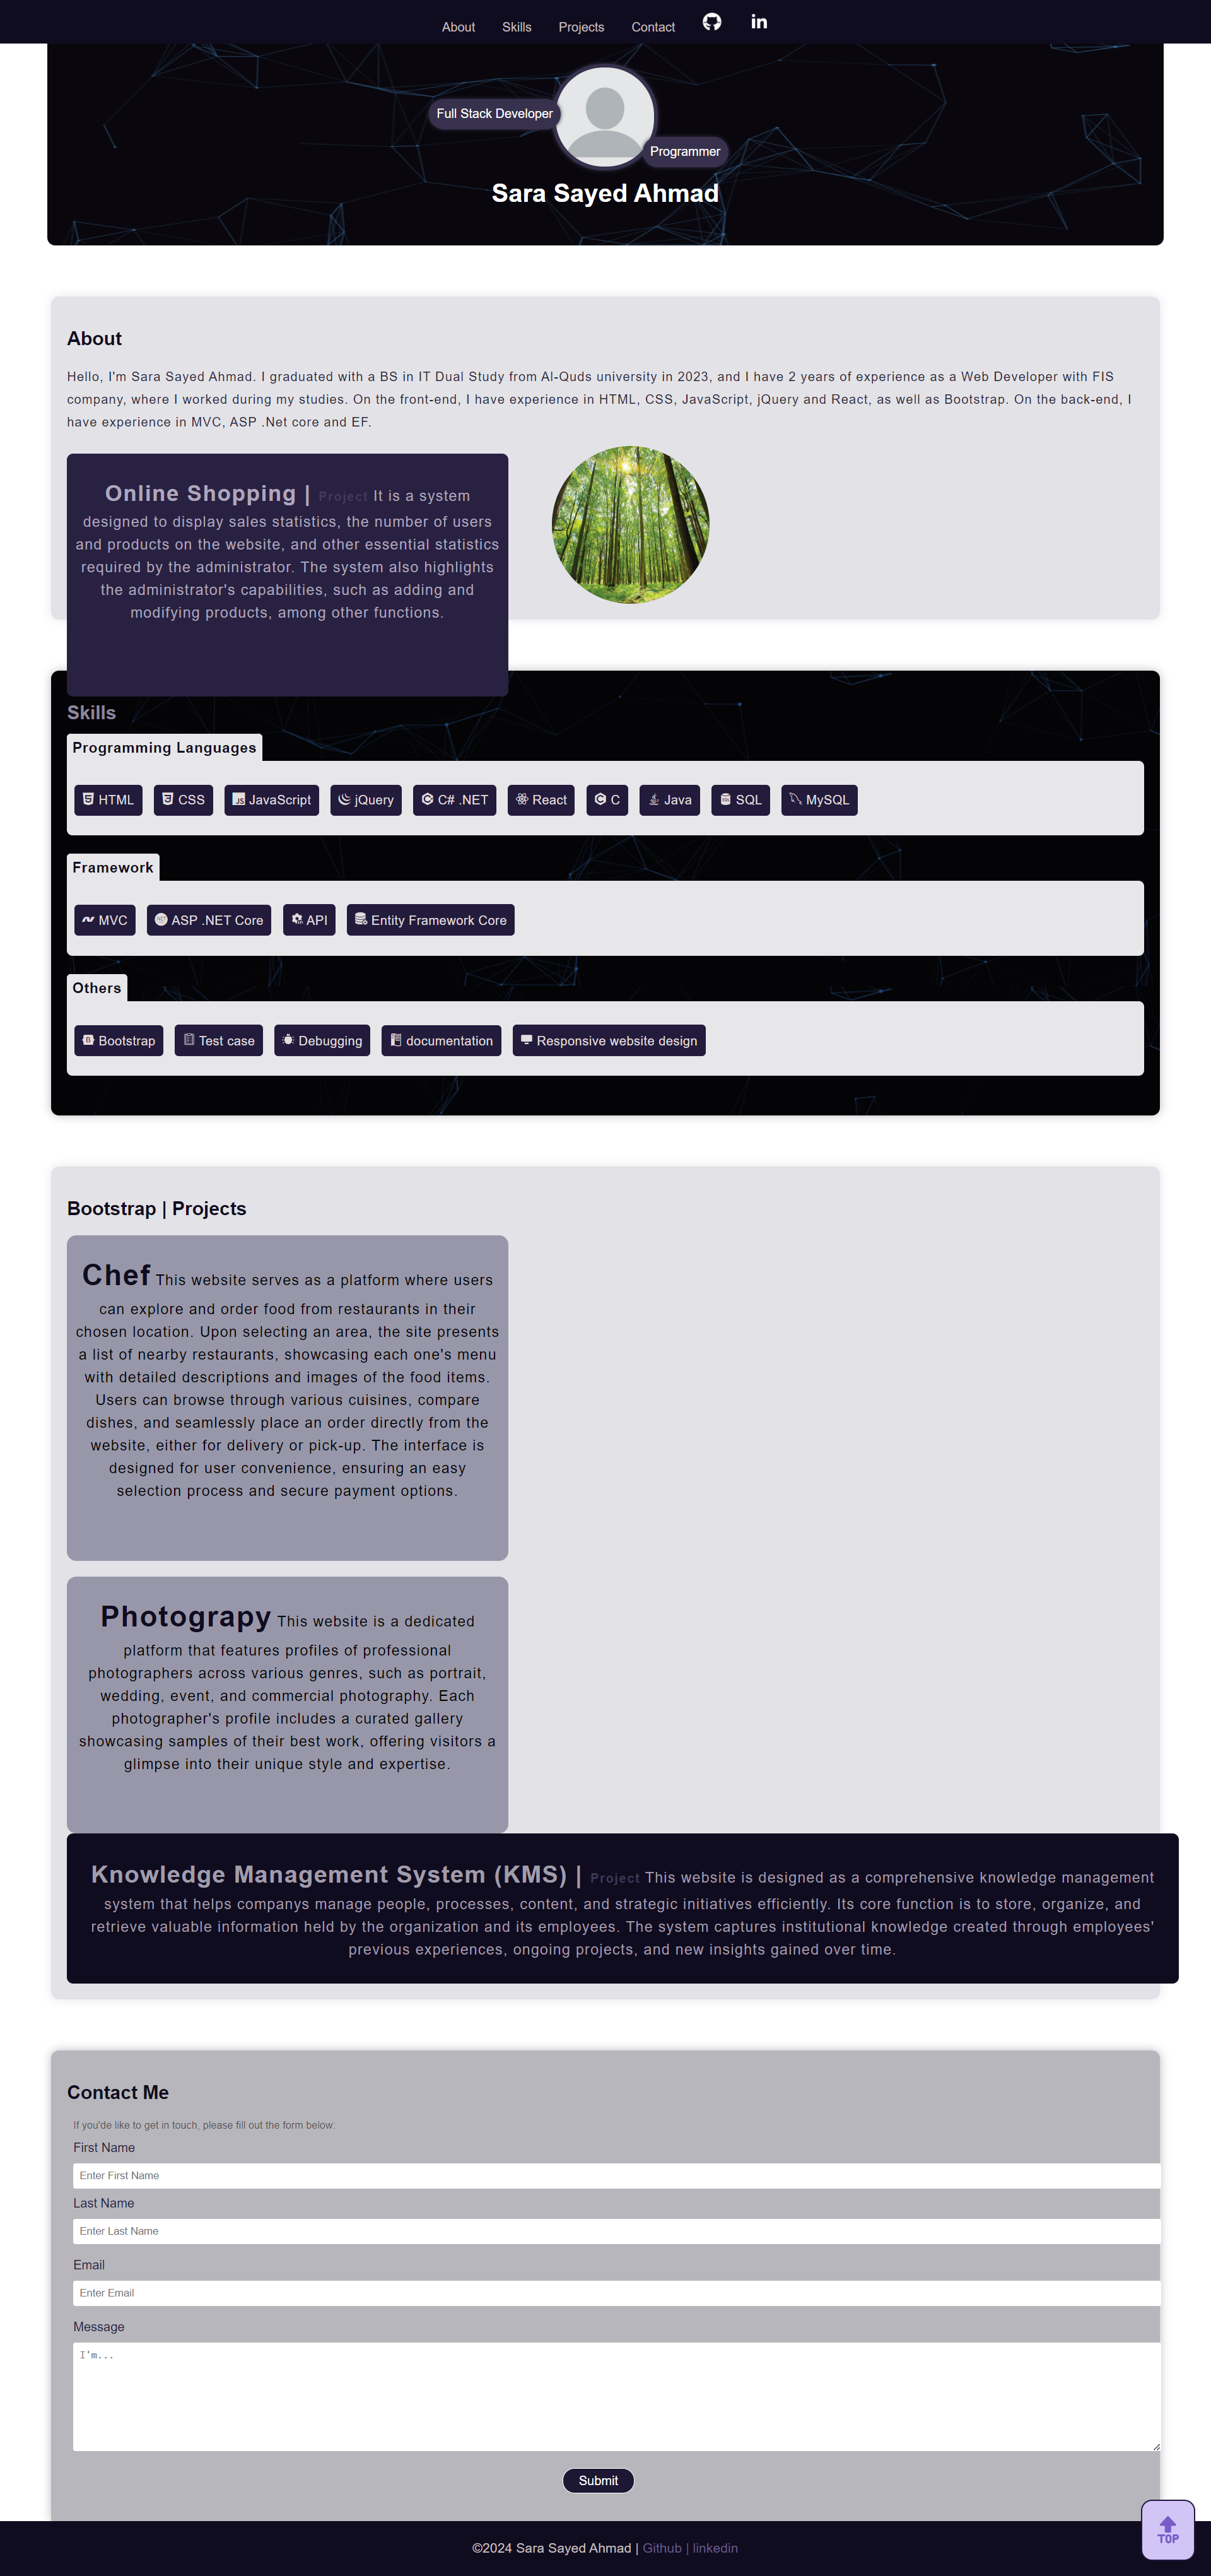 About Skills Projects Contact
Full Stack Developer
Programmer
Sara Sayed Ahmad
About
Hello, I'm Sara Sayed Ahmad. I graduated with a BS in IT Dual Study from Al-Quds university in 2023, and I have 2 years of experience as a Web Developer with FIS
company, where I worked during my studies. On the front-end, I have experience in HTML, CSS, JavaScript, jQuery and React, as well as Bootstrap. On the back-end, I
have experience in MVC, ASP .Net core and EF.
Online Shopping | Project It is a system
designed to display sales statistics, the number of users
and products on the website, and other essential statistics
required by the administrator. The system also highlights
the administrator's capabilities, such as adding and
modifying products, among other functions.
Skills
Programming Languages
HTML CSS JavaScript jQuery C# .NET React C Java SQL MySQL
Framework
MVC ASP .NET Core API Entity Framework Core
Others
Bootstrap Test case Debugging documentation Responsive website design
Bootstrap | Projects
Chef This website serves as a platform where users
can explore and order food from restaurants in their
chosen location. Upon selecting an area, the site presents
a list of nearby restaurants, showcasing each one's menu
with detailed descriptions and images of the food items.
Users can browse through various cuisines, compare
dishes, and seamlessly place an order directly from the
website, either for delivery or pick-up. The interface is
designed for user convenience, ensuring an easy
selection process and secure payment options.
Photograpy This website is a dedicated
platform that features profiles of professional
photographers across various genres, such as portrait,
wedding, event, and commercial photography. Each
photographer's profile includes a curated gallery
showcasing samples of their best work, offering visitors a
glimpse into their unique style and expertise.
Knowledge Management System (KMS) | Project This website is designed as a comprehensive knowledge management
system that helps companys manage people, processes, content, and strategic initiatives efficiently. Its core function is to store, organize, and
retrieve valuable information held by the organization and its employees. The system captures institutional knowledge created through employees'
previous experiences, ongoing projects, and new insights gained over time.
Contact Me
If you'de like to get in touch, please fill out the form below:
First Name
Enter First Name
Last Name
Enter Last Name
Email
Enter Email
Message
I'm...
Submit
TOP
©2024 Sara Sayed Ahmad | Github | linkedin